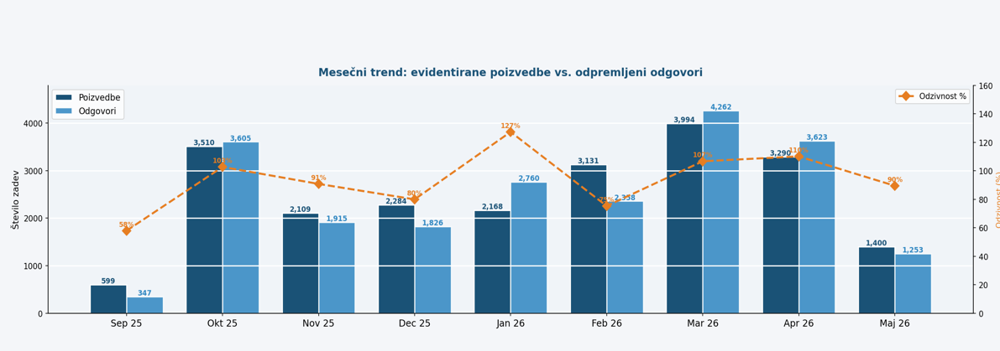 Mesečni trend: evidentirane poizvedbe vs. odpremljeni odgovori
Poizvedbe
Odgovori
Odzivnost %
Število zadev
4000
3000
2000
1000
0
160
140
120
100
80
60
40
20
0
Odzivnost (%)
599
347
58%
3,510
3,605
103%
2,109
1,915
91%
2,284
1,826
80%
2,168
2,760
127%
3,131
2,358
75%
3,994
4,262
107%
3,290
3,623
110%
1,400
1,253
90%
Sep 25
Okt 25
Nov 25
Dec 25
Jan 26
Feb 26
Mar 26
Apr 26
Maj 26